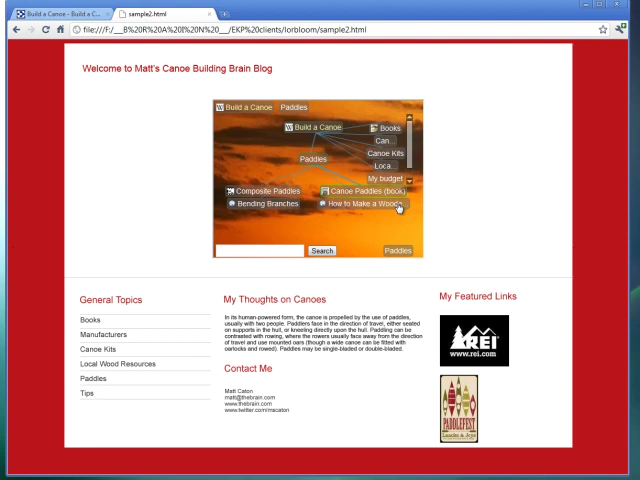 Build a Canoe - Build a C...
sample2.html
file:///F:/__B%20R%20A%20I%20N%20__/EKP%20clients/lorbloom/sample2.html
Welcome to Matt's Canoe Building Brain Blog
Build a Canoe Paddles
Build a Canoe
Books
Can...
Canoe Kits
Loca...
My budget
Paddles
Composite Paddles
Canoe Paddles (book)
Bending Branches
How to Make a Woode...
Search
Paddles
General Topics
Books
Manufacturers
Canoe Kits
Local Wood Resources
Paddles
Tips
My Thoughts on Canoes
In its human-powered form, the canoe is propelled by the use of paddles,
usually with two people. Paddlers face in the direction of travel, either seated
on supports in the hull, or kneeling directly upon the hull. Paddling can be
contrasted with rowing, where the rowers usually face away from the direction
of travel and use mounted oars (though a wide canoe can be fitted with
oarlocks and rowed). Paddles may be single-bladed or double-bladed.
Contact Me
Matt Caton
matt@thebrain.com
www.thebrain.com
www.twitter.com/mscaton
My Featured Links
REI
www.rei.com
PADDLEFEST